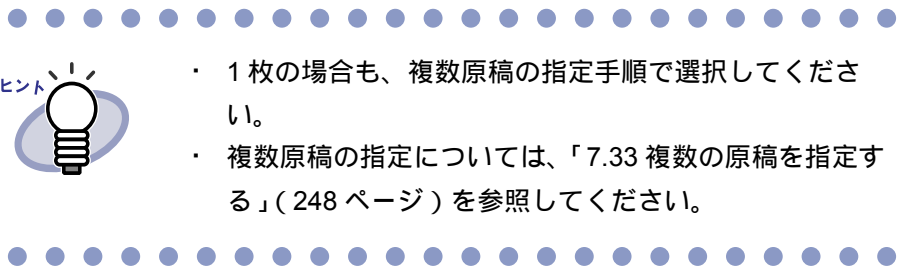 ヒント
・ 1枚の場合も、複数原稿の指定手順で選択してくださ
い。
・ 複数原稿の指定については、「7.33 複数の原稿を指定す
る」( 248 ページ ) を参照してください。